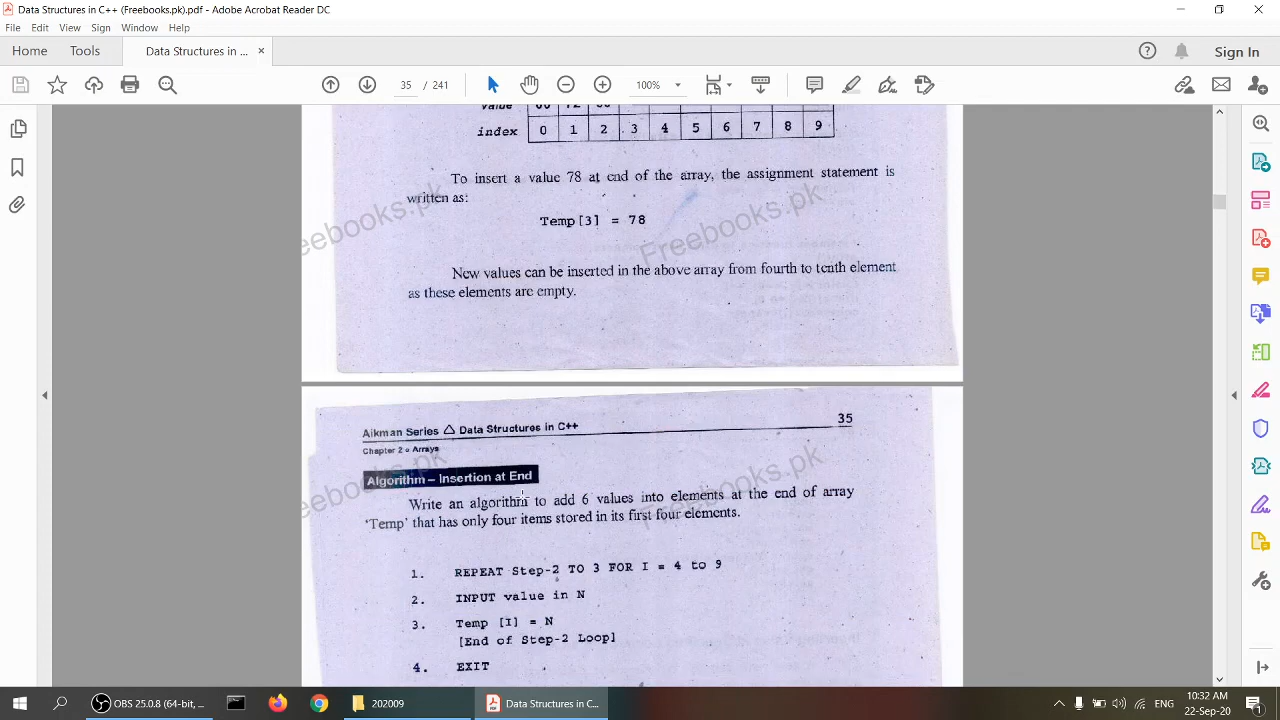 Data Structures in C++ (Freebooks.pk).pdf - Adobe Acrobat Reader DC
File Edit View Sign Window Help
Home Tools Data Structures in ... × Sign In
35 / 241 100%
value
index 0 1 2 3 4 5 6 7 8 9
To insert a value 78 at end of the array, the assignment statement is
written as:
Temp[3] = 78
New values can be inserted in the above array from fourth to tenth element
as these elements are empty.
Freebooks.pk
Aikman Series △ Data Structures in C++ 35
Chapter 2 • Arrays
Algorithm – Insertion at End
Write an algorithm to add 6 values into elements at the end of array
'Temp' that has only four items stored in its first four elements.
1. REPEAT Step-2 TO 3 FOR I = 4 to 9
2. INPUT value in N
3. Temp [I] = N
[End of Step-2 Loop]
4. EXIT
OBS 25.0.8 (64-bit, ... 202009 Data Structures in C... ENG 10:32 AM
22-Sep-20